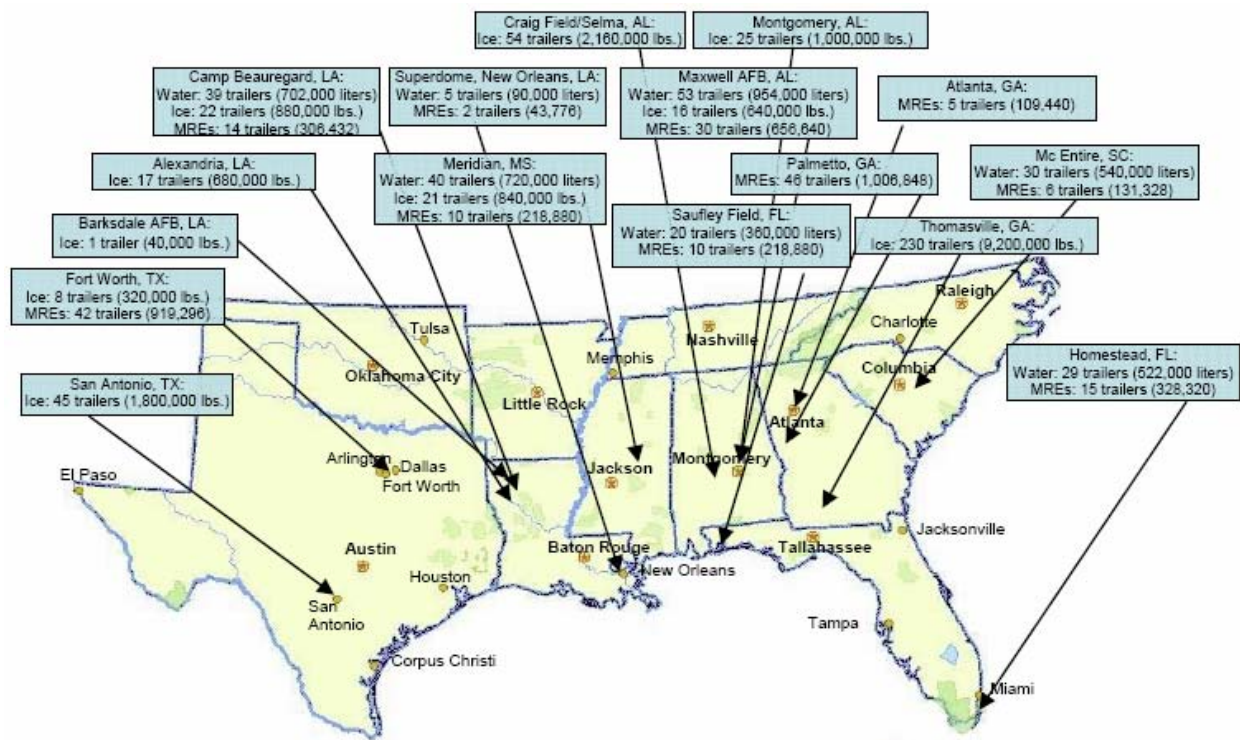 Craig Field/Selma, AL:
Ice: 54 trailers (2,160,000 lbs.)
Montgomery, AL:
Ice: 25 trailers (1,000,000 lbs.)
Camp Beauregard, LA:
Water: 39 trailers (702,000 liters)
Ice: 22 trailers (880,000 lbs.)
MREs: 14 trailers (306,432)
Superdome, New Orleans, LA:
Water: 5 trailers (90,000 liters)
MREs: 2 trailers (43,776)
Maxwell AFB, AL:
Water: 53 trailers (954,000 liters)
Ice: 16 trailers (640,000 lbs.)
MREs: 30 trailers (656,640)
Atlanta, GA:
MREs: 5 trailers (109,440)
Alexandria, LA:
Ice: 17 trailers (680,000 lbs.)
Meridian, MS:
Water: 40 trailers (720,000 liters)
Ice: 21 trailers (840,000 lbs.)
MREs: 10 trailers (218,880)
Palmetto, GA:
MREs: 46 trailers (1,006,848)
Mc Entire, SC:
Water: 30 trailers (540,000 liters)
MREs: 6 trailers (131,328)
Barksdale AFB, LA:
Ice: 1 trailer (40,000 lbs.)
Saufley Field, FL:
Water: 20 trailers (360,000 liters)
MREs: 10 trailers (218,880)
Thomasville, GA:
Ice: 230 trailers (9,200,000 lbs.)
Fort Worth, TX:
Ice: 8 trailers (320,000 lbs.)
MREs: 42 trailers (919,296)
San Antonio, TX:
Ice: 45 trailers (1,800,000 lbs.)
Homestead, FL:
Water: 29 trailers (522,000 liters)
MREs: 15 trailers (328,320)
Raleigh
Tulsa
Nashville
Charlotte
Memphis
Oklahoma City
Columbia
Little Rock
Atlanta
Arlington
Dallas
Fort Worth
El Paso
Jackson
Montgomery
Jacksonville
Austin
Baton Rouge
Tallahassee
Houston
New Orleans
San
Antonio
Tampa
Corpus Christi
Miami